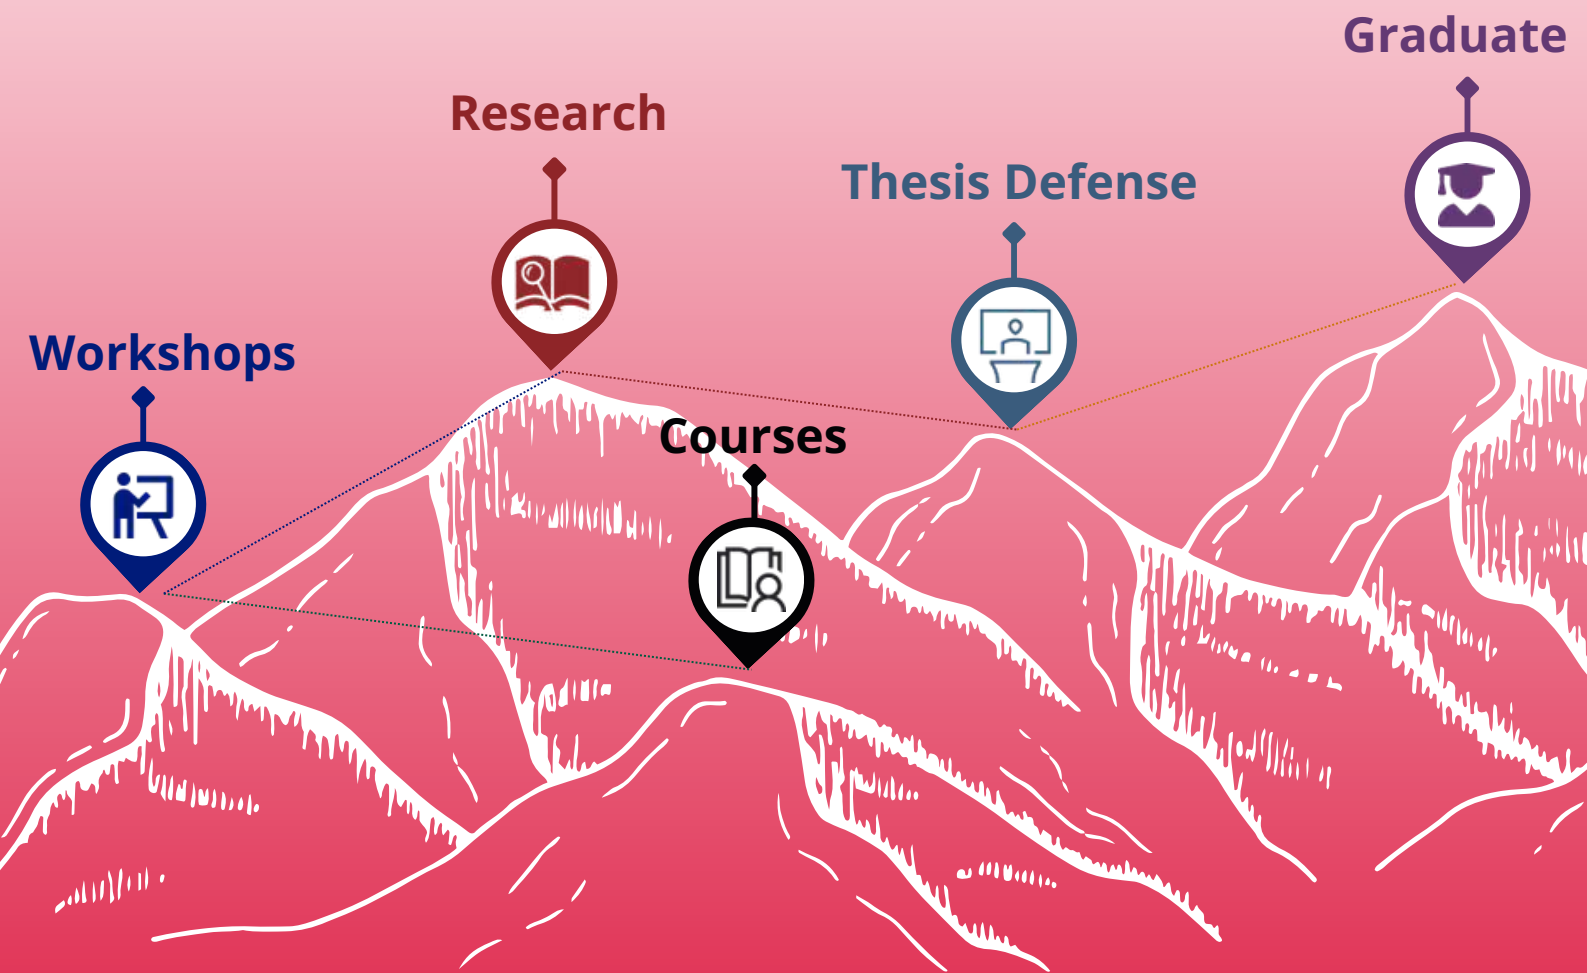 Graduate
Research
Thesis Defense
Workshops
Courses